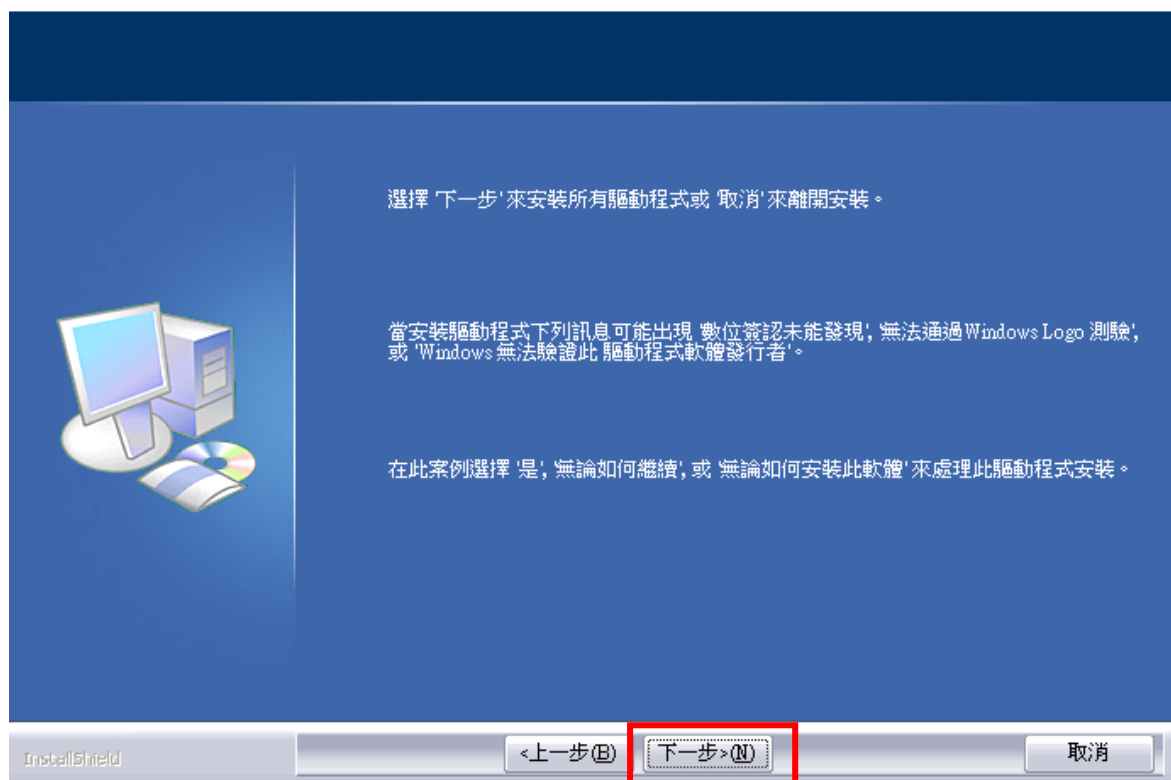 選擇 '下一步' 來安裝所有驅動程式或 '取消' 來離開安裝。
當安裝驅動程式下列訊息可能出現 '數位簽認未能發現', '無法通過Windows Logo 測驗',
或 'Windows 無法驗證此 驅動程式軟體發行者'。
在此案例選擇 '是', '無論如何繼續', 或 '無論如何安裝此軟體' 來處理此驅動程式安裝。
InstallShield
<上一步(B)
下一步>(N)
取消